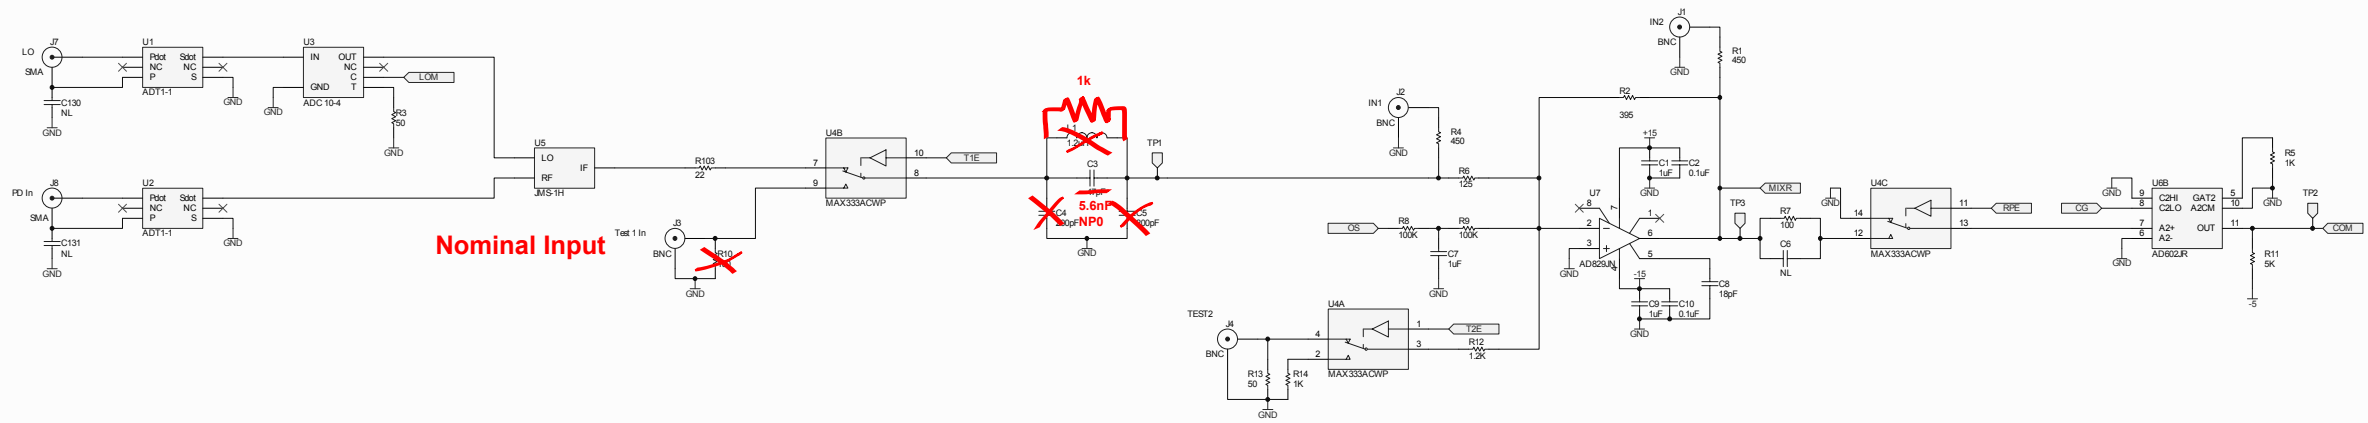 J7
LO
SMA
C130
NL
GND
U1
Pdot Sdot
NC NC
P S
ADT1-1
GND
U3
IN OUT
NC
C
GND T
ADC 10-4
GND
LOM
R3
50
GND
J8
PD In
SMA
C131
NL
GND
U2
Pdot Sdot
NC NC
P S
ADT1-1
GND
U5
LO
IF
RF
JMS-1H
Nominal Input
R103
22
Test 1 In
J3
BNC
R10
GND
U4B
7
9
10
8
MAX333ACWP
T1E
1k
C3
5.6nF
NP0
C4
C5
GND
TP1
J2
IN1
BNC
GND
R4
450
R6
125
J1
IN2
BNC
GND
R1
450
R2
395
OS
R8
100K
R9
100K
C7
1uF
GND
TEST2
J4
BNC
R13
50
R14
1K
GND
U4A
4
2
1
3
MAX333ACWP
T2E
R12
1.2K
+15
C1
1uF
C2
0.1uF
GND
U7
8
7
1
2
3
6
5
4
AD829JN
GND
-15
C9
1uF
C10
0.1uF
GND
C8
18pF
MIXR
TP3
R7
100
C6
NL
GND
U4C
14
12
11
13
MAX333ACWP
RPE
GND
CG
U6B
9 C2HI GAT2 5
8 C2LO A2CM 10
7 A2+ OUT 11
6 A2-
AD602JR
GND
R5
1K
GND
TP2
COM
R11
5K
-5